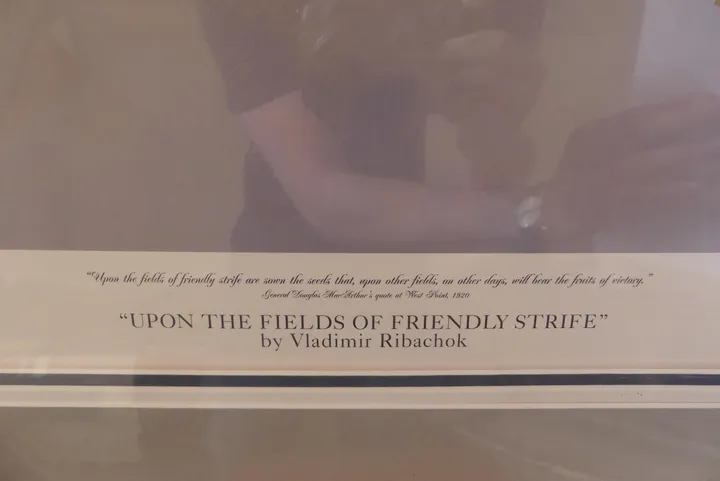 “Upon the fields of friendly strife are sown the seeds that, upon other fields, on other days, will bear the fruits of victory.”
General Douglas MacArthur's quote at West Point, 1920
“UPON THE FIELDS OF FRIENDLY STRIFE”
by Vladimir Ribachok